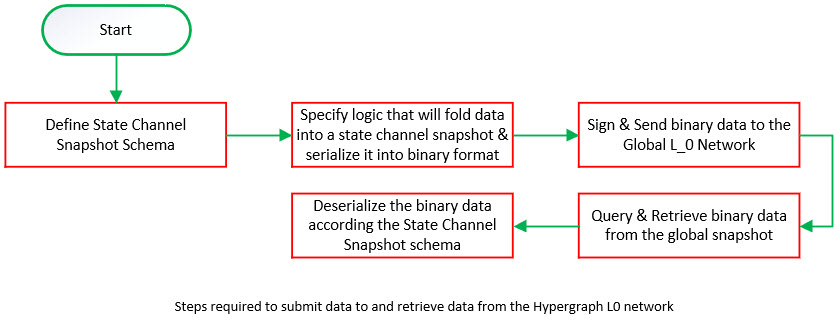 Start
Define State Channel
Snapshot Schema
Specify logic that will fold data
into a state channel snapshot &
serialize it into binary format
Sign & Send binary data to the
Global L_0 Network
Query & Retrieve binary data
from the global snapshot
Deserialize the binary data
according the State Channel
Snapshot schema
Steps required to submit data to and retrieve data from the Hypergraph L0 network